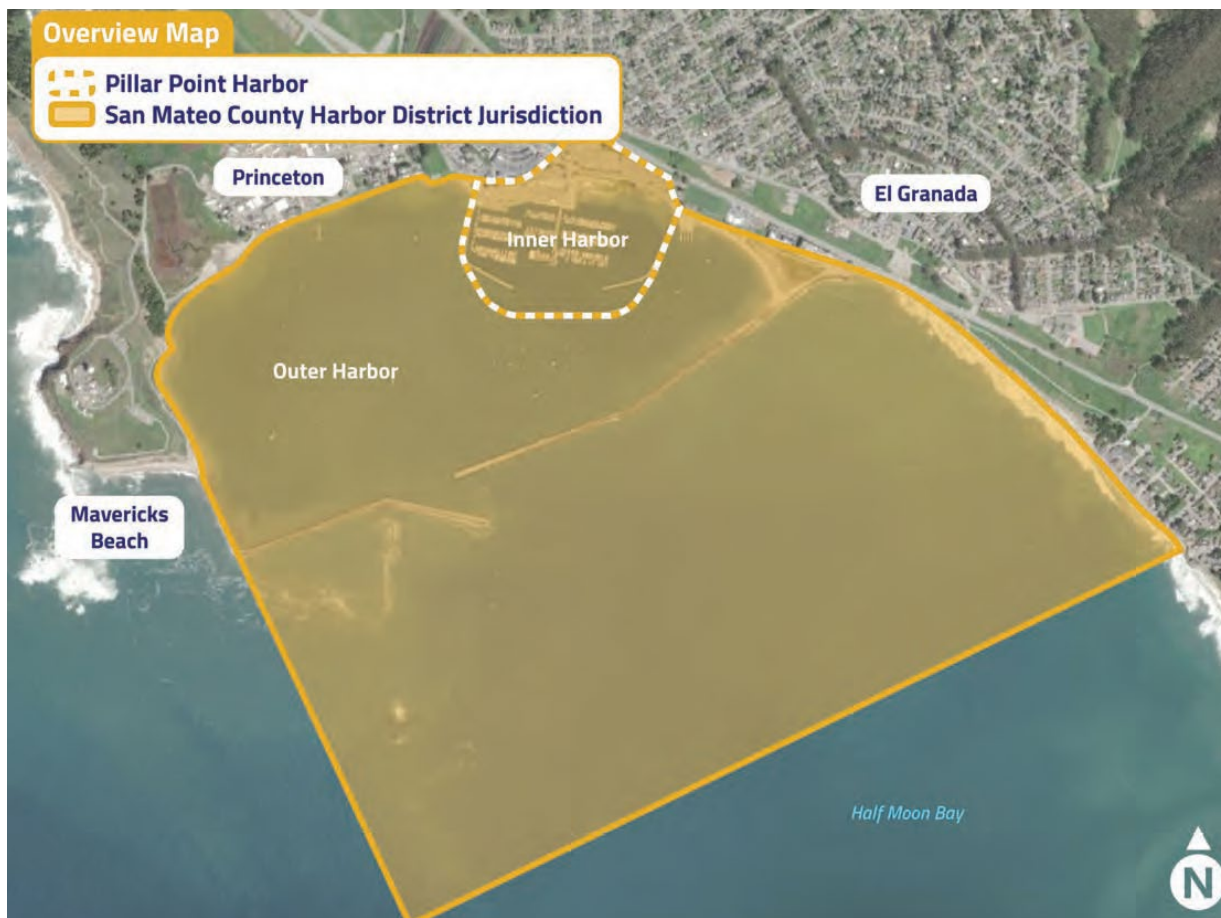 Overview Map
Pillar Point Harbor
San Mateo County Harbor District Jurisdiction
Princeton
El Granada
Inner Harbor
Outer Harbor
Mavericks
Beach
Half Moon Bay
N